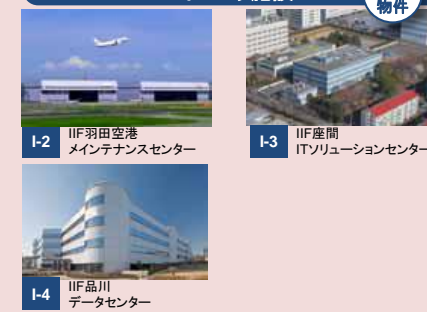 物件
I-2
IIF羽田空港
メインテナンスセンター
I-3
IIF座間
ITソリューションセンター
I-4
IIF品川
データセンター